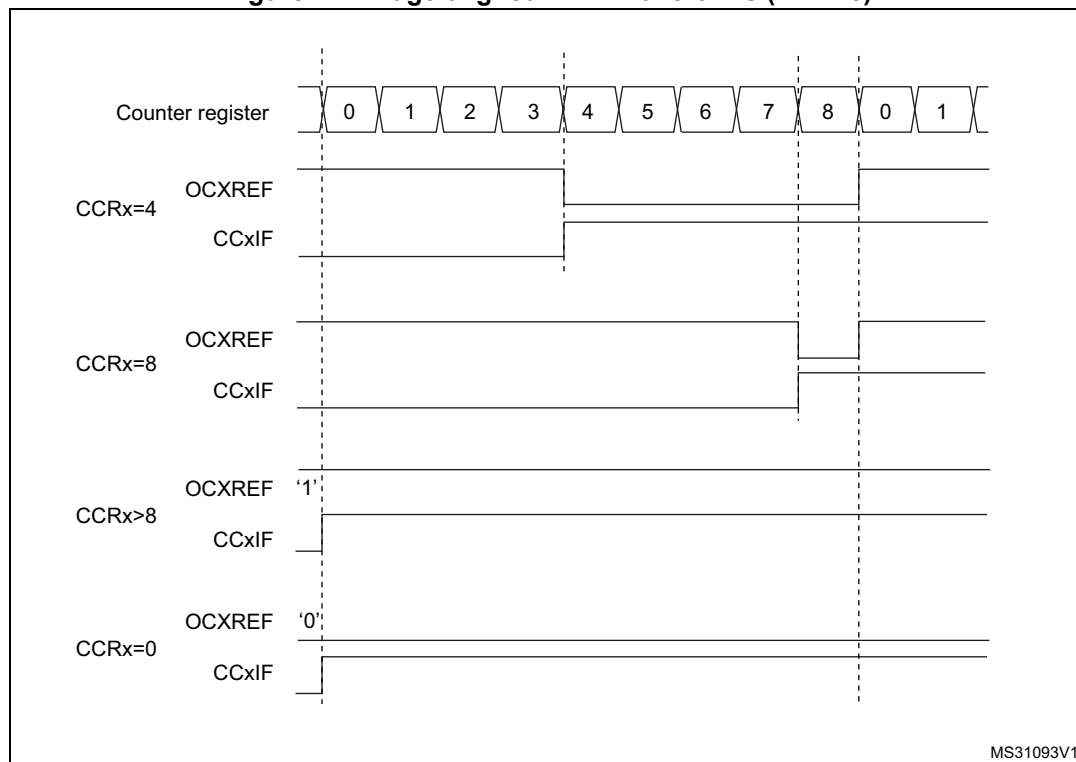 Counter register 0 1 2 3 4 5 6 7 8 0 1
OCXREF
CCRx=4
CCxIF
OCXREF
CCRx=8
CCxIF
OCXREF ‘1’
CCRx>8
CCxIF
OCXREF ‘0’
CCRx=0
CCxIF
MS31093V1